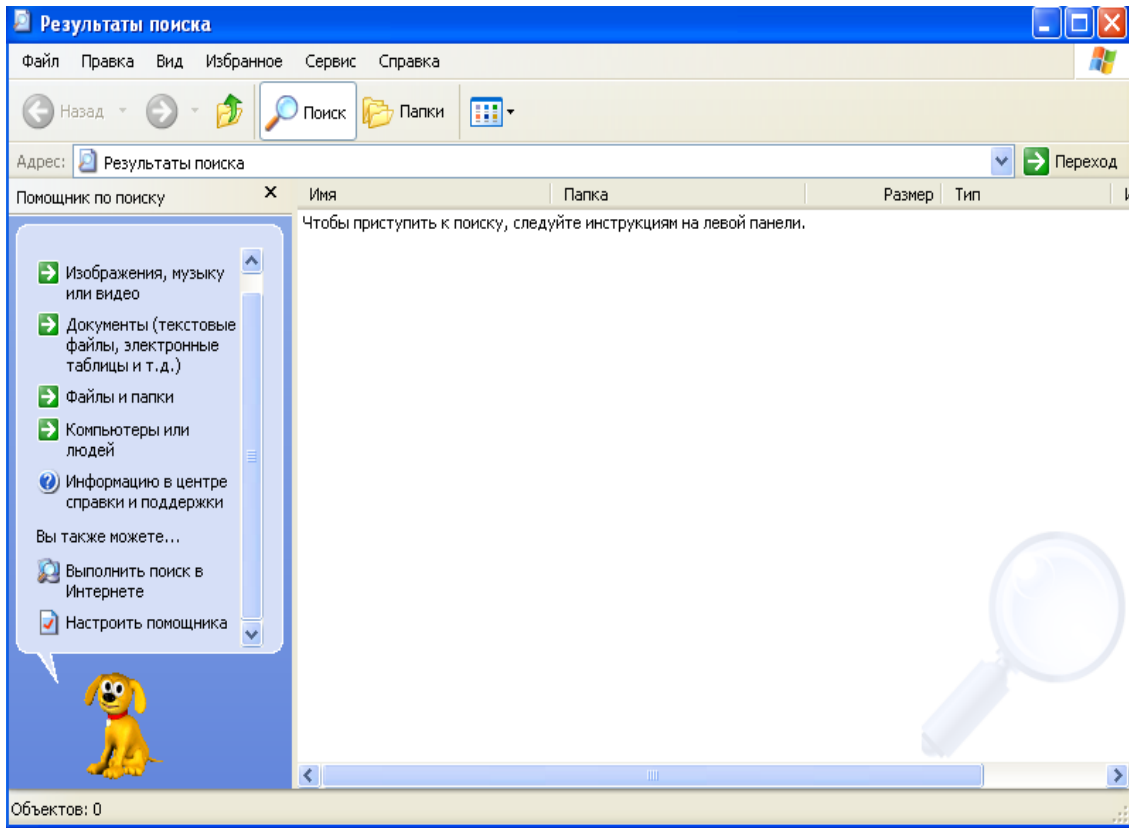 Результаты поиска
Файл Правка Вид Избранное Сервис Справка
Назад Поиск Папки
Адрес: Результаты поиска Переход
Помощник по поиску Имя Папка Размер Тип
Чтобы приступить к поиску, следуйте инструкциям на левой панели.
Изображения, музыку
или видео
Документы (текстовые
файлы, электронные
таблицы и т.д.)
Файлы и папки
Компьютеры или
людей
Информацию в центре
справки и поддержки
Вы также можете...
Выполнить поиск в
Интернете
Настроить помощника
Объектов: 0